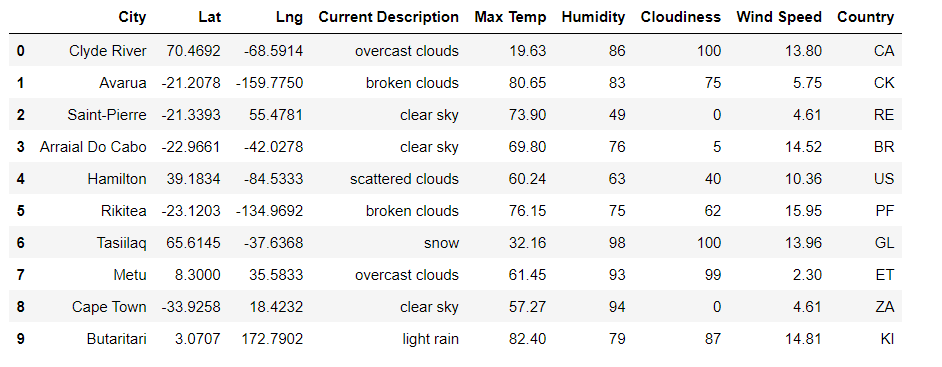 City Lat Lng Current Description Max Temp Humidity Cloudiness Wind Speed Country
0 Clyde River 70.4692 -68.5914 overcast clouds 19.63 86 100 13.80 CA
1 Avarua -21.2078 -159.7750 broken clouds 80.65 83 75 5.75 CK
2 Saint-Pierre -21.3393 55.4781 clear sky 73.90 49 0 4.61 RE
3 Arraial Do Cabo -22.9661 -42.0278 clear sky 69.80 76 5 14.52 BR
4 Hamilton 39.1834 -84.5333 scattered clouds 60.24 63 40 10.36 US
5 Rikitea -23.1203 -134.9692 broken clouds 76.15 75 62 15.95 PF
6 Tasiilaq 65.6145 -37.6368 snow 32.16 98 100 13.96 GL
7 Metu 8.3000 35.5833 overcast clouds 61.45 93 99 2.30 ET
8 Cape Town -33.9258 18.4232 clear sky 57.27 94 0 4.61 ZA
9 Butaritari 3.0707 172.7902 light rain 82.40 79 87 14.81 KI